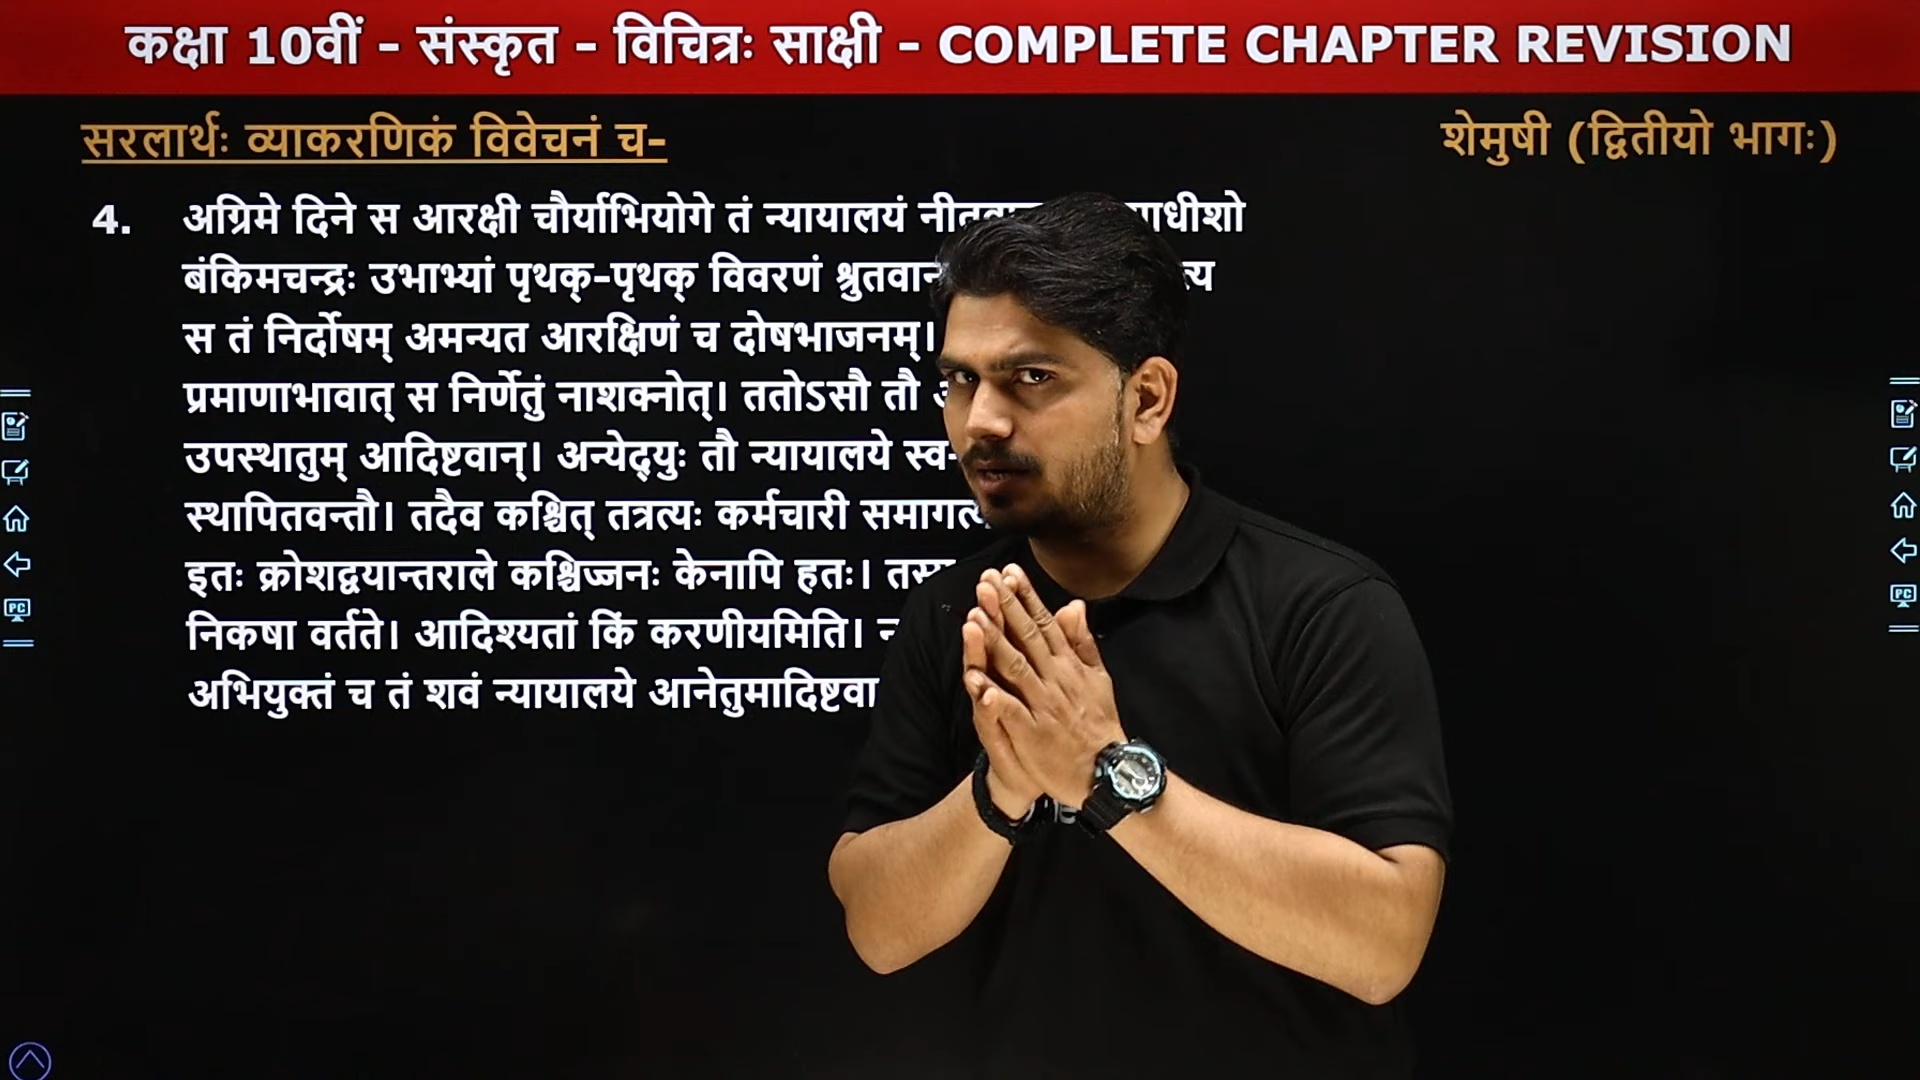 कक्षा 10वीं - संस्कृत - विचित्रः साक्षी - COMPLETE CHAPTER REVISION
सरलार्थः व्याकरणिकं विवेचनं च-
शेमुषी (द्वितीयो भागः)
4. अग्रिमे दिने स आरक्षी चौर्याभियोगे तं न्यायालयं
बंकिमचन्द्रः उभाभ्यां पृथक्-पृथक् विवरणं
स तं निर्दोषम् अमन्यत आरक्षिणं च दोषभाजनम्।
प्रमाणाभावात् स निर्णेतुं नाशक्नोत्। ततोऽसौ तौ
उपस्थातुम् आदिष्टवान्। अन्येद्युः तौ न्यायालये स्व-
स्थापितवन्तौ। तदैव कश्चित् तत्रत्यः कर्मचारी
इतः क्रोशद्वयान्तराले कश्चिज्जनः केनापि हतः।
निकषा वर्तते। आदिश्यतां किं करणीयमिति।
अभियुक्तं च तं शवं न्यायालये
PC
PC